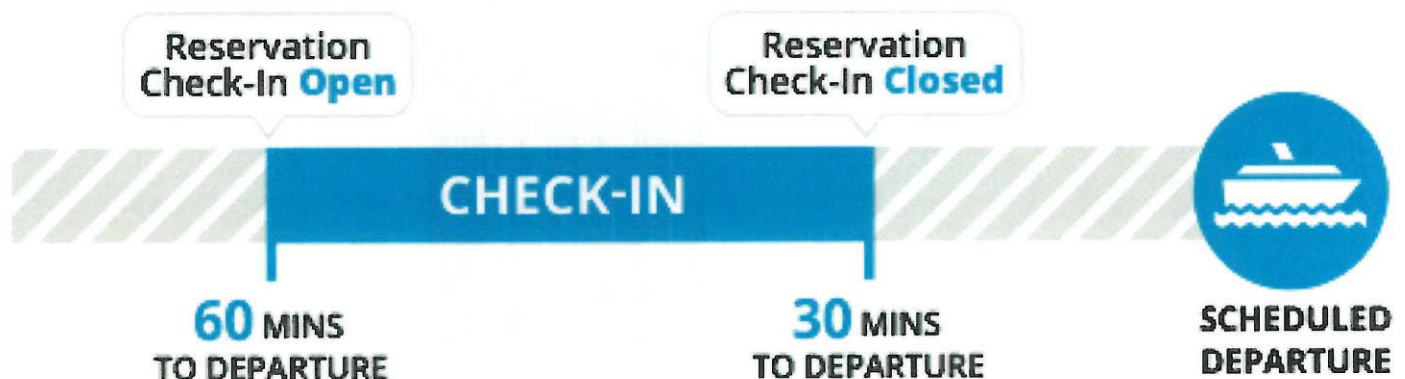 Reservation
Check-In Open
Reservation
Check-In Closed
CHECK-IN
60 MINS
TO DEPARTURE
30 MINS
TO DEPARTURE
SCHEDULED
DEPARTURE